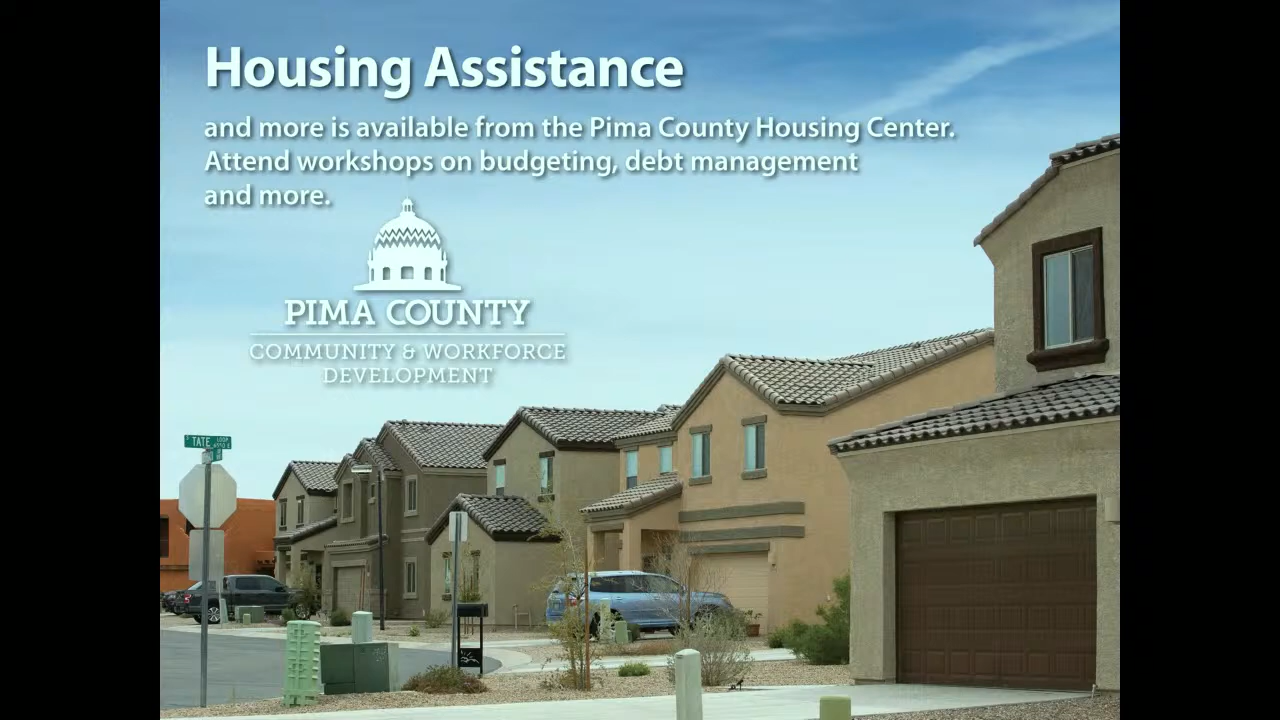 Housing Assistance
and more is available from the Pima County Housing Center.
Attend workshops on budgeting, debt management
and more.
PIMA COUNTY
COMMUNITY & WORKFORCE
DEVELOPMENT
TATE LOOP